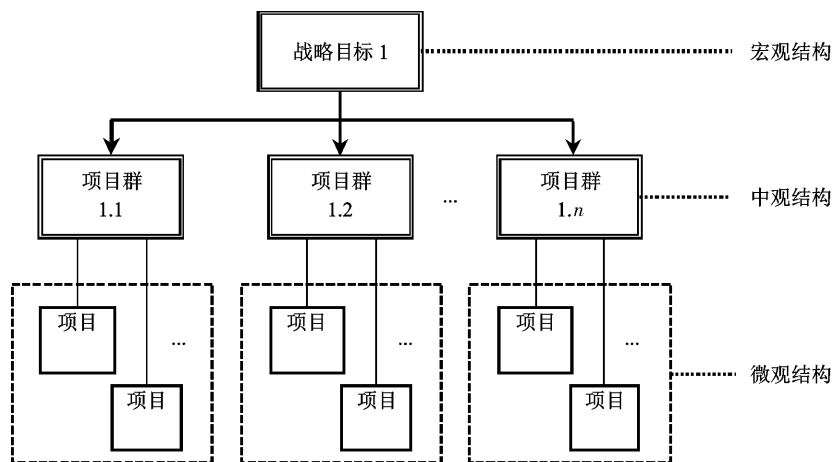 战略目标 1
宏观结构
项目群
1.1
项目群
1.2
...
项目群
1.n
中观结构
项目
...
项目
项目
...
项目
项目
...
项目
微观结构